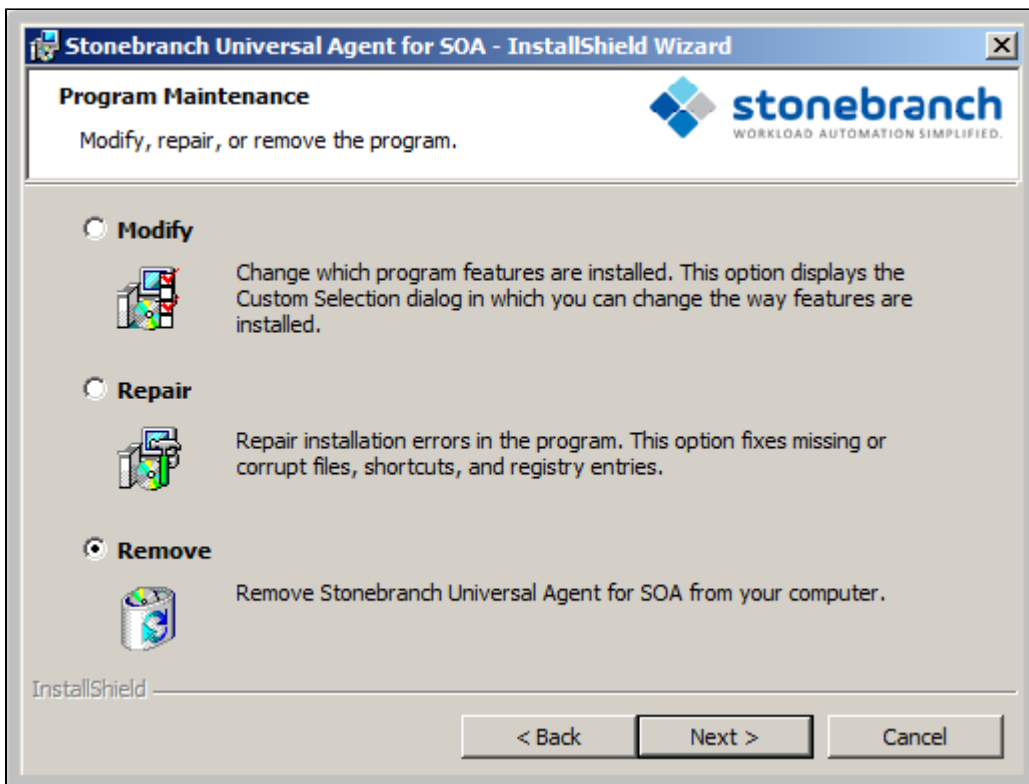 Stonebranch Universal Agent for SOA - InstallShield Wizard
Program Maintenance
Modify, repair, or remove the program.
stonebranch
WORKLOAD AUTOMATION SIMPLIFIED.
Modify
Change which program features are installed. This option displays the
Custom Selection dialog in which you can change the way features are
installed.
Repair
Repair installation errors in the program. This option fixes missing or
corrupt files, shortcuts, and registry entries.
Remove
Remove Stonebranch Universal Agent for SOA from your computer.
InstallShield
< Back
Next >
Cancel